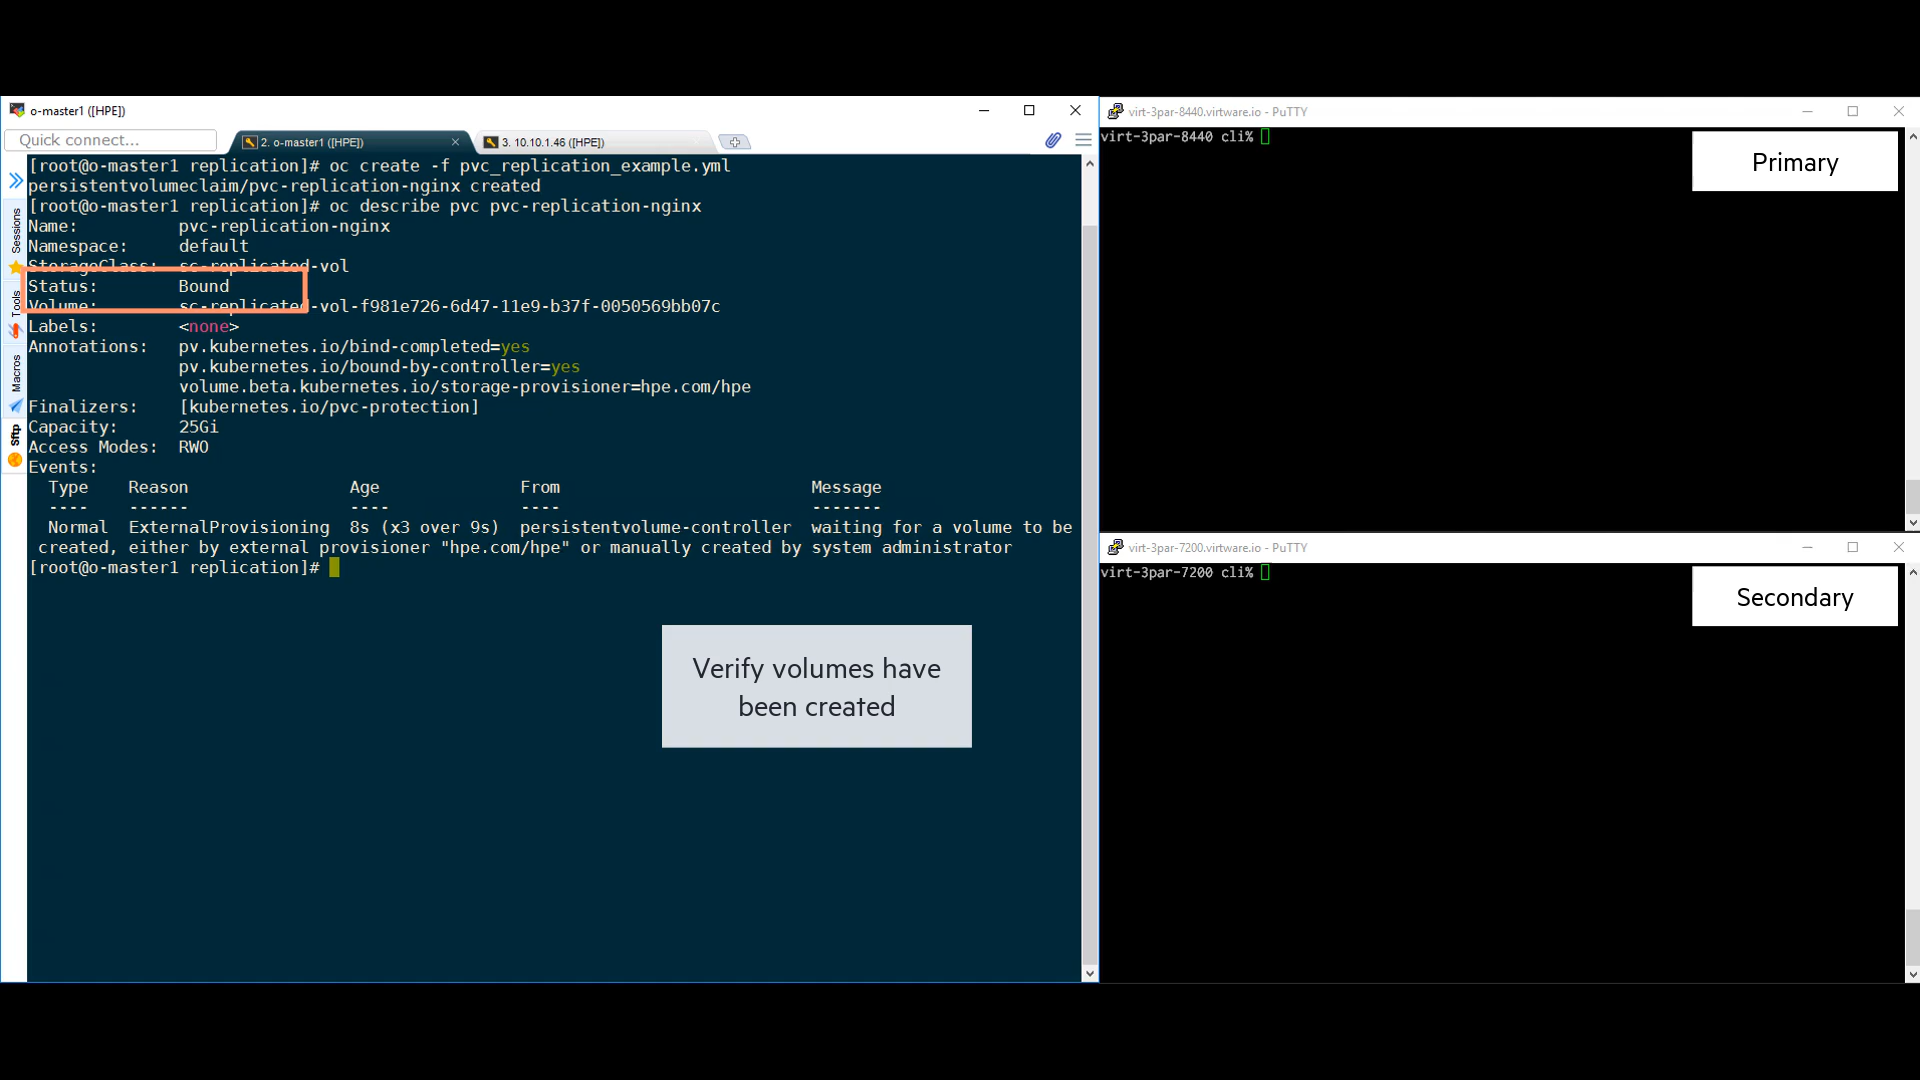 o-master1 ([HPE])
Quick connect...
2. o-master1 ([HPE])
3. 10.10.1.46 ([HPE])
Sessions
Tools
Macros
Sftp
[root@o-master1 replication]# oc create -f pvc_replication_example.yml
persistentvolumeclaim/pvc-replication-nginx created
[root@o-master1 replication]# oc describe pvc pvc-replication-nginx
Name:          pvc-replication-nginx
Namespace:     default
StorageClass:  sc-replicated-vol
Status:        Bound
Volume:        sc-replicated-vol-f981e726-6d47-11e9-b37f-0050569bb07c
Labels:        <none>
Annotations:   pv.kubernetes.io/bind-completed=yes
               pv.kubernetes.io/bound-by-controller=yes
               volume.beta.kubernetes.io/storage-provisioner=hpe.com/hpe
Finalizers:    [kubernetes.io/pvc-protection]
Capacity:      25Gi
Access Modes:  RWO
Events:
  Type    Reason                Age              From                         Message
  ----    ------                ----             ----                         -------
  Normal  ExternalProvisioning  8s (x3 over 9s)  persistentvolume-controller  waiting for a volume to be
 created, either by external provisioner "hpe.com/hpe" or manually created by system administrator
[root@o-master1 replication]#
Verify volumes have
been created
virt-3par-8440.virtware.io - PuTTY
virt-3par-8440 cli%
Primary
virt-3par-7200.virtware.io - PuTTY
virt-3par-7200 cli%
Secondary